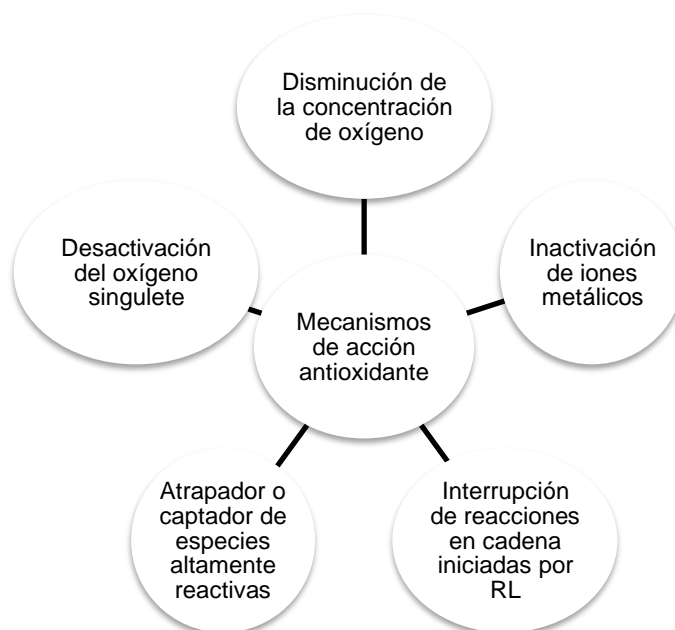 Disminución de
la concentración
de oxígeno
Desactivación
del oxígeno
singulete
Inactivación
de iones
metálicos
Mecanismos
de acción
antioxidante
Atrapador o
captador de
especies
altamente
reactivas
Interrupción
de reacciones
en cadena
iniciadas por
RL